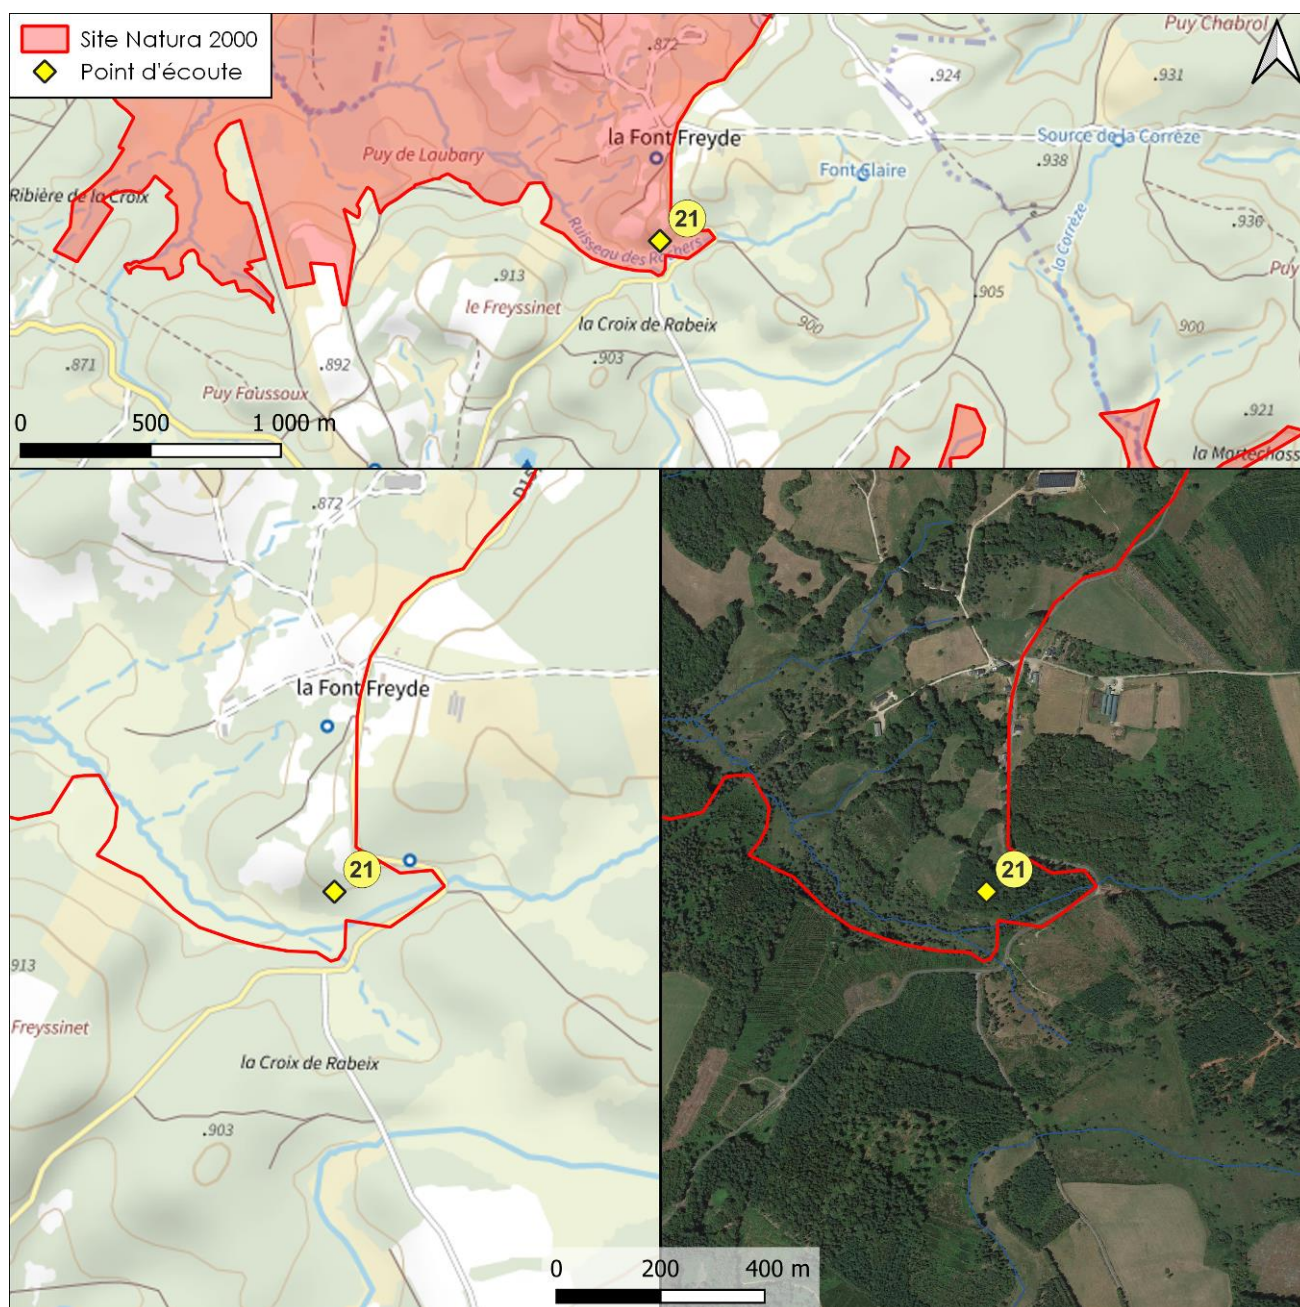 Site Natura 2000
Point d'écoute
Puy Chabrol
.872
.924
.931
la Font Freyde
Source de la Corrèze
Puy de Laubary
.938
Font Claire
Ribière de la Croix
21
.936
Ruisseau des Rochers
la Corrèze
Puy
.913
.905
le Freyssinet
la Croix de Rabeix
900
900
.903
.871
.892
Puy Faussoux
.921
0 500 1 000 m
la Martechass
.872
D15
la Font Freyde
21
21
913
Freyssinet
la Croix de Rabeix
.903
0 200 400 m